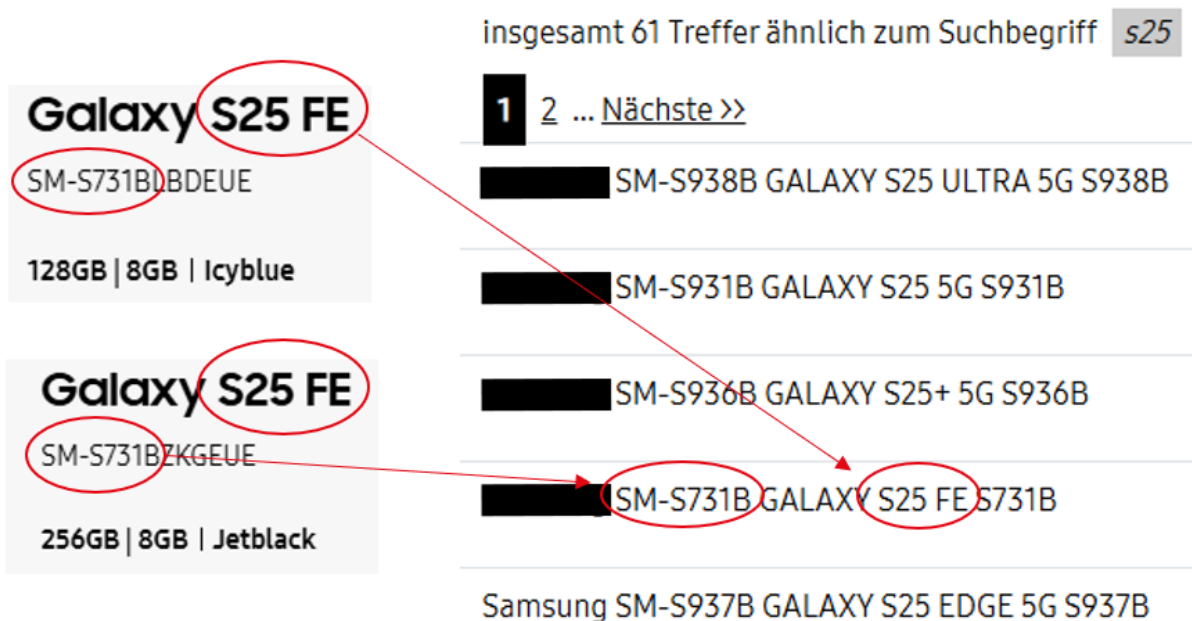 insgesamt 61 Treffer ähnlich zum Suchbegriff s25
1 2 ... Nächste >>
Galaxy S25 FE
SM-S731BLBDEUE
128GB | 8GB | Icyblue
Galaxy S25 FE
SM-S731BZKGEUE
256GB | 8GB | Jetblack
SM-S938B GALAXY S25 ULTRA 5G S938B
SM-S931B GALAXY S25 5G S931B
SM-S936B GALAXY S25+ 5G S936B
SM-S731B GALAXY S25 FE S731B
Samsung SM-S937B GALAXY S25 EDGE 5G S937B